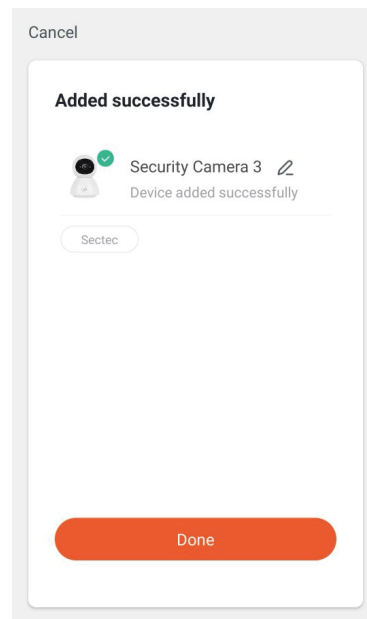 Cancel
Added successfully
Security Camera 3
Device added successfully
Sectec
Done